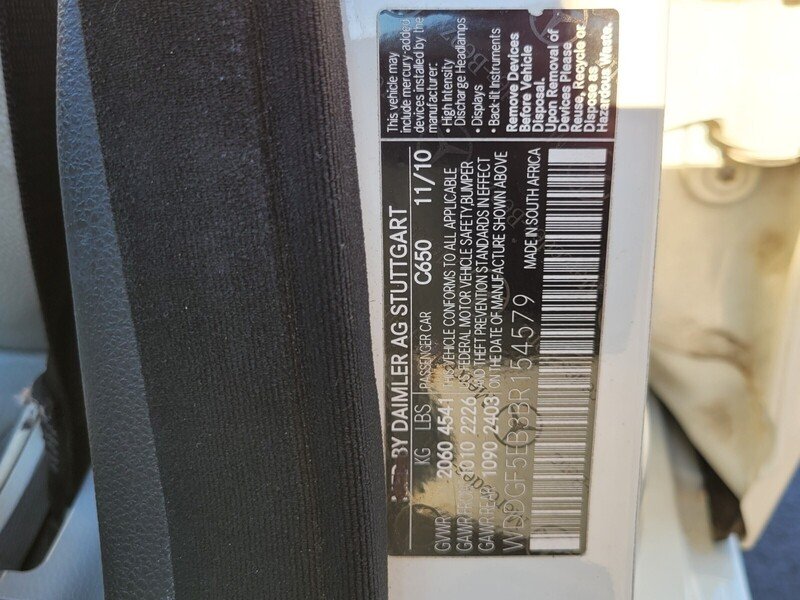 BY DAIMLER AG STUTTGART
KG LBS PASSENGER CAR C650 11/10
GVWR 2060 4541 THIS VEHICLE CONFORMS TO ALL APPLICABLE
GAWR FRONT 1010 2226 U.S. FEDERAL MOTOR VEHICLE SAFETY, BUMPER
GAWR REAR 1090 2403 AND THEFT PREVENTION STANDARDS IN EFFECT
ON THE DATE OF MANUFACTURE SHOWN ABOVE
WDDGF5EB3BR154579 MADE IN SOUTH AFRICA
This vehicle may
include mercury-added
devices installed by the
manufacturer:
• High Intensity
Discharge Headlamps
• Displays
• Back-lit Instruments
Remove Devices
Before Vehicle
Disposal.
Upon Removal of
Devices Please
Reuse, Recycle or
Dispose as
Hazardous Waste.